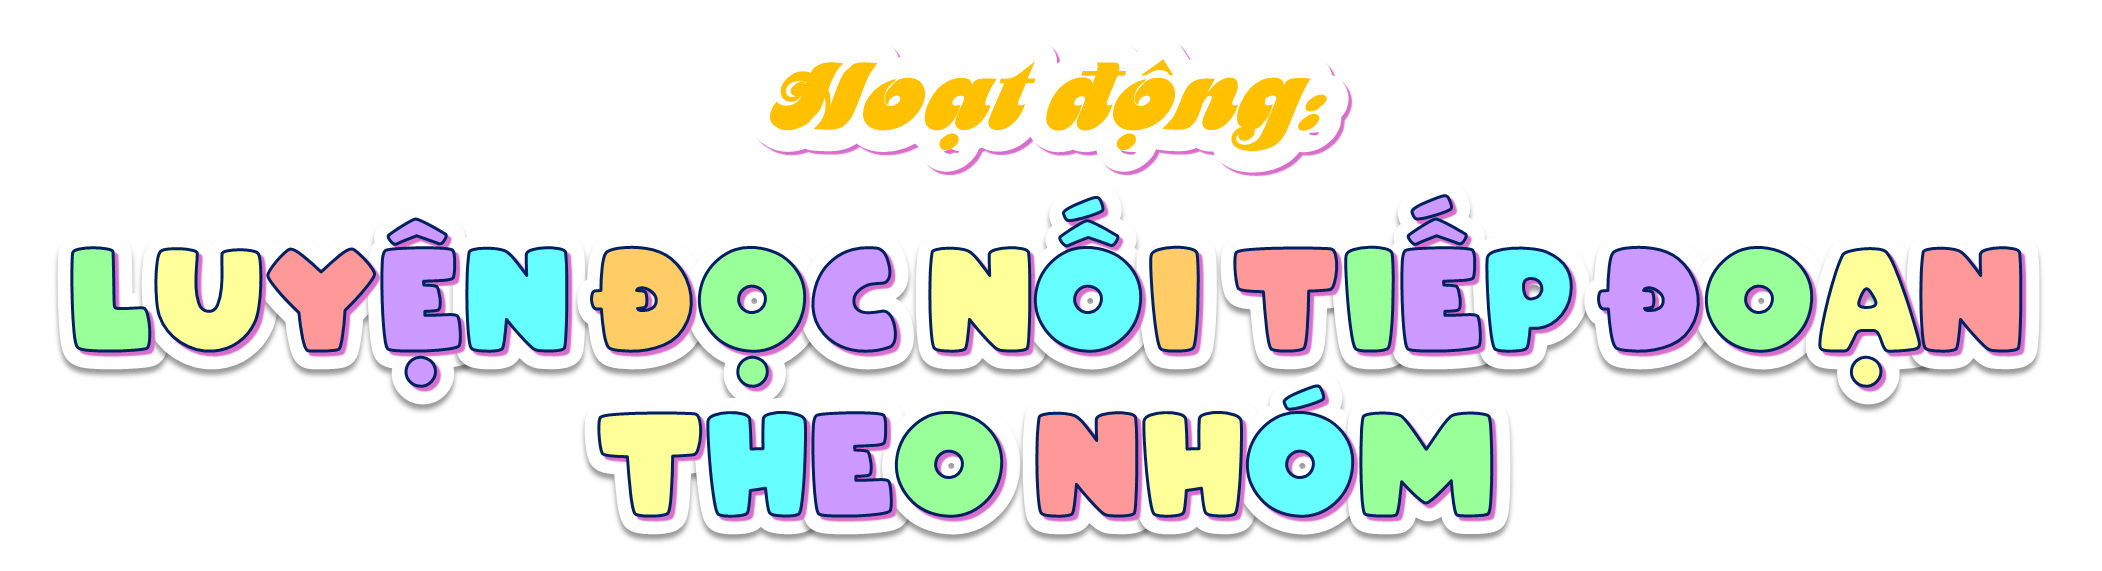 Hoạt động:
LUYỆN ĐỌC NỐI TIẾP ĐOẠN
THEO NHÓM